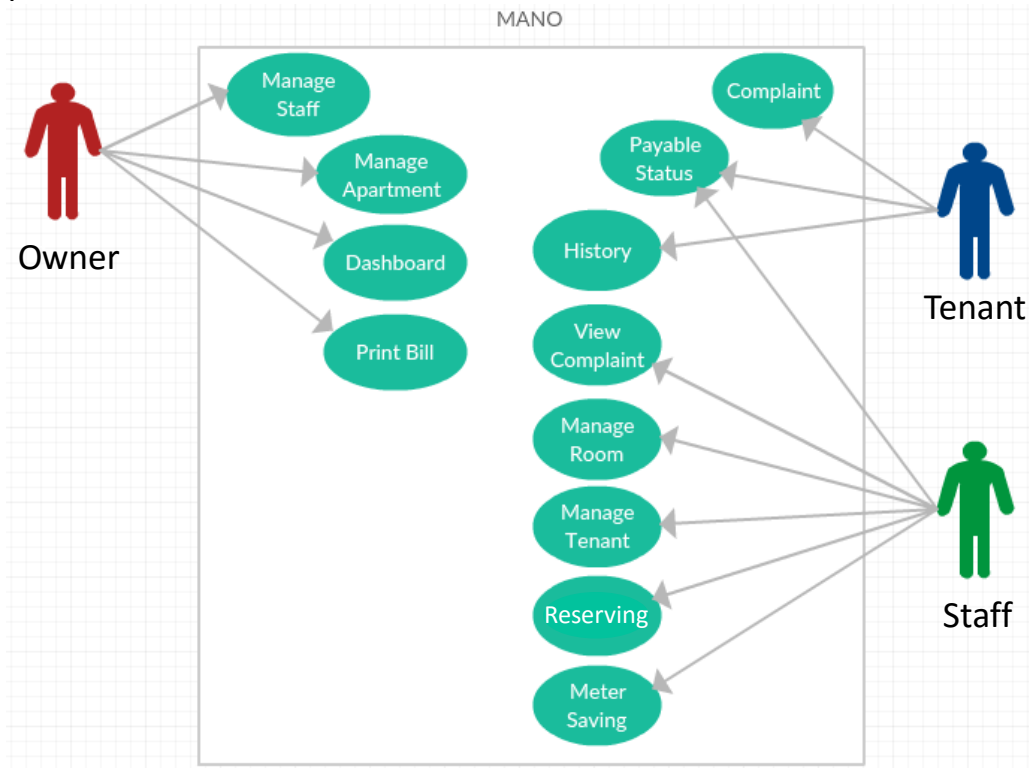 MANO
Manage
Staff
Complaint
Payable
Status
Manage
Apartment
History
Dashboard
Owner
Tenant
View
Complaint
Print Bill
Manage
Room
Manage
Tenant
Reserving
Staff
Meter
Saving